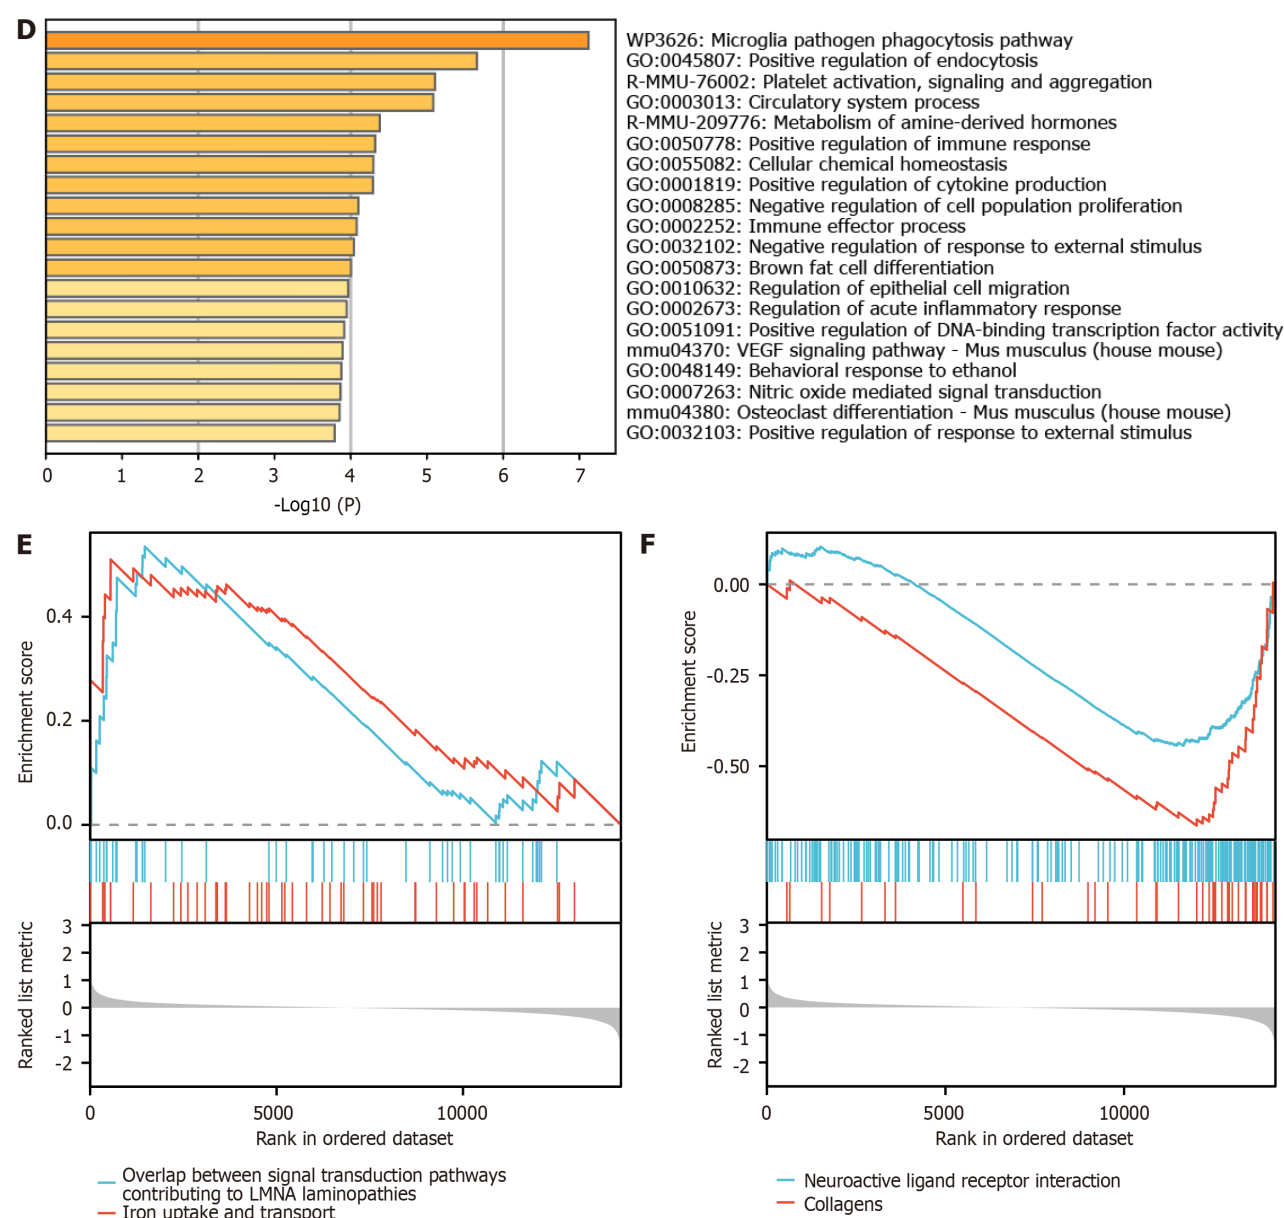 D
WP3626: Microglia pathogen phagocytosis pathway
GO:0045807: Positive regulation of endocytosis
R-MMU-76002: Platelet activation, signaling and aggregation
GO:0003013: Circulatory system process
R-MMU-209776: Metabolism of amine-derived hormones
GO:0050778: Positive regulation of immune response
GO:0055082: Cellular chemical homeostasis
GO:0001819: Positive regulation of cytokine production
GO:0008285: Negative regulation of cell population proliferation
GO:0002252: Immune effector process
GO:0032102: Negative regulation of response to external stimulus
GO:0050873: Brown fat cell differentiation
GO:0010632: Regulation of epithelial cell migration
GO:0002673: Regulation of acute inflammatory response
GO:0051091: Positive regulation of DNA-binding transcription factor activity
mmu04370: VEGF signaling pathway - Mus musculus (house mouse)
GO:0048149: Behavioral response to ethanol
GO:0007263: Nitric oxide mediated signal transduction
mmu04380: Osteoclast differentiation - Mus musculus (house mouse)
GO:0032103: Positive regulation of response to external stimulus
0 1 2 3 4 5 6 7
-Log10 (P)
E
Enrichment score
0.4
0.2
0.0
Ranked list metric
3
2
1
0
-1
-2
0 5000 10000
Rank in ordered dataset
Overlap between signal transduction pathways
contributing to LMNA laminopathies
Iron uptake and transport
F
Enrichment score
0.00
-0.25
-0.50
Ranked list metric
3
2
1
0
-1
-2
0 5000 10000
Rank in ordered dataset
Neuroactive ligand receptor interaction
Collagens